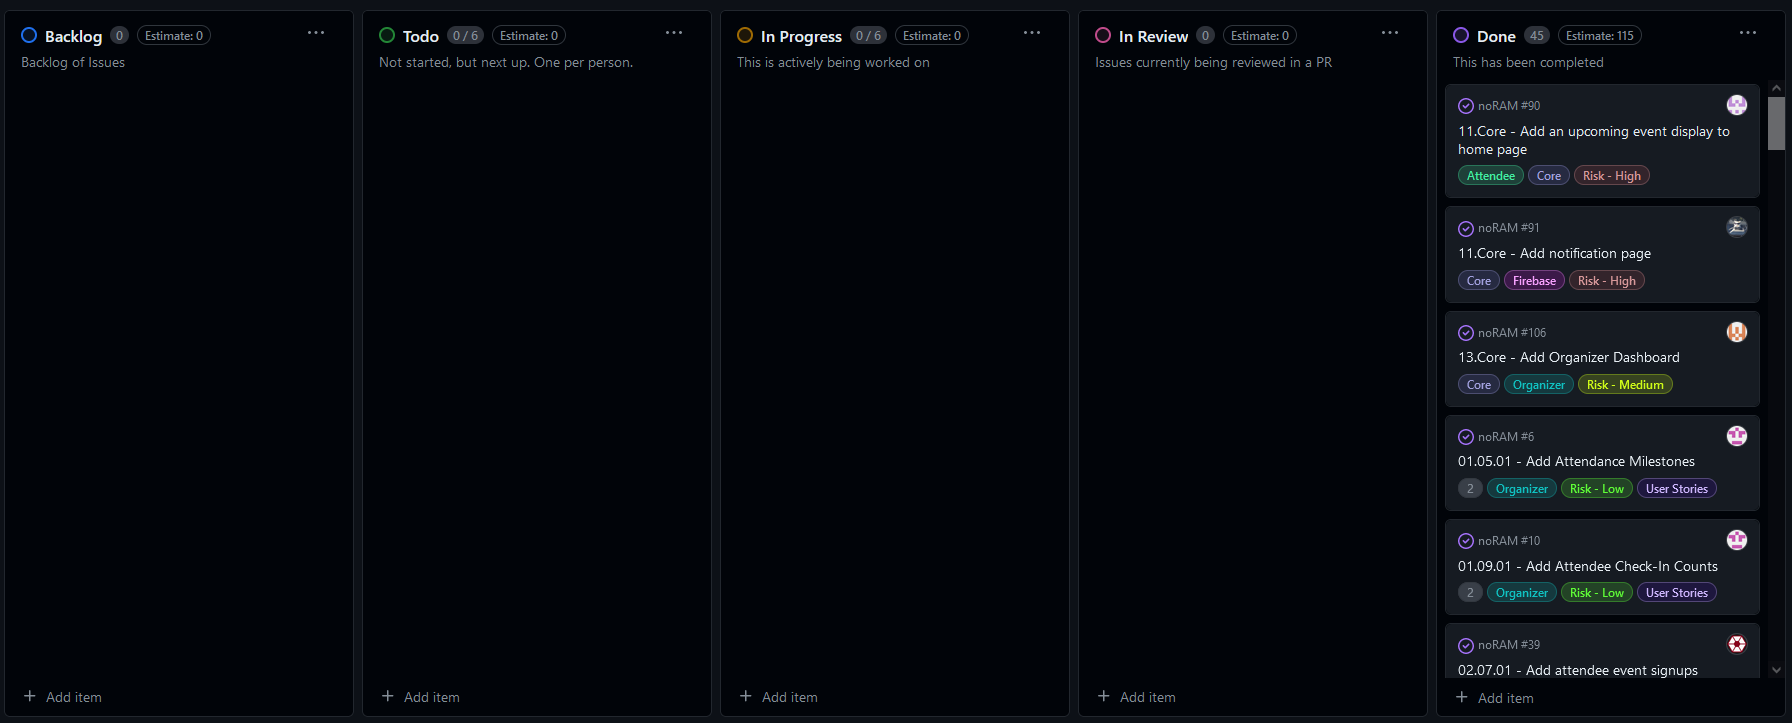 Backlog 0 Estimate: 0
Backlog of Issues
Add item
Todo 0 / 6 Estimate: 0
Not started, but next up. One per person.
Add item
In Progress 0 / 6 Estimate: 0
This is actively being worked on
Add item
In Review 0 Estimate: 0
Issues currently being reviewed in a PR
Add item
Done 45 Estimate: 115
This has been completed
noRAM #90
11.Core - Add an upcoming event display to
home page
Attendee Core Risk - High
noRAM #91
11.Core - Add notification page
Core Firebase Risk - High
noRAM #106
13.Core - Add Organizer Dashboard
Core Organizer Risk - Medium
noRAM #6
01.05.01 - Add Attendance Milestones
2 Organizer Risk - Low User Stories
noRAM #10
01.09.01 - Add Attendee Check-In Counts
2 Organizer Risk - Low User Stories
noRAM #39
02.07.01 - Add attendee event signups
Add item